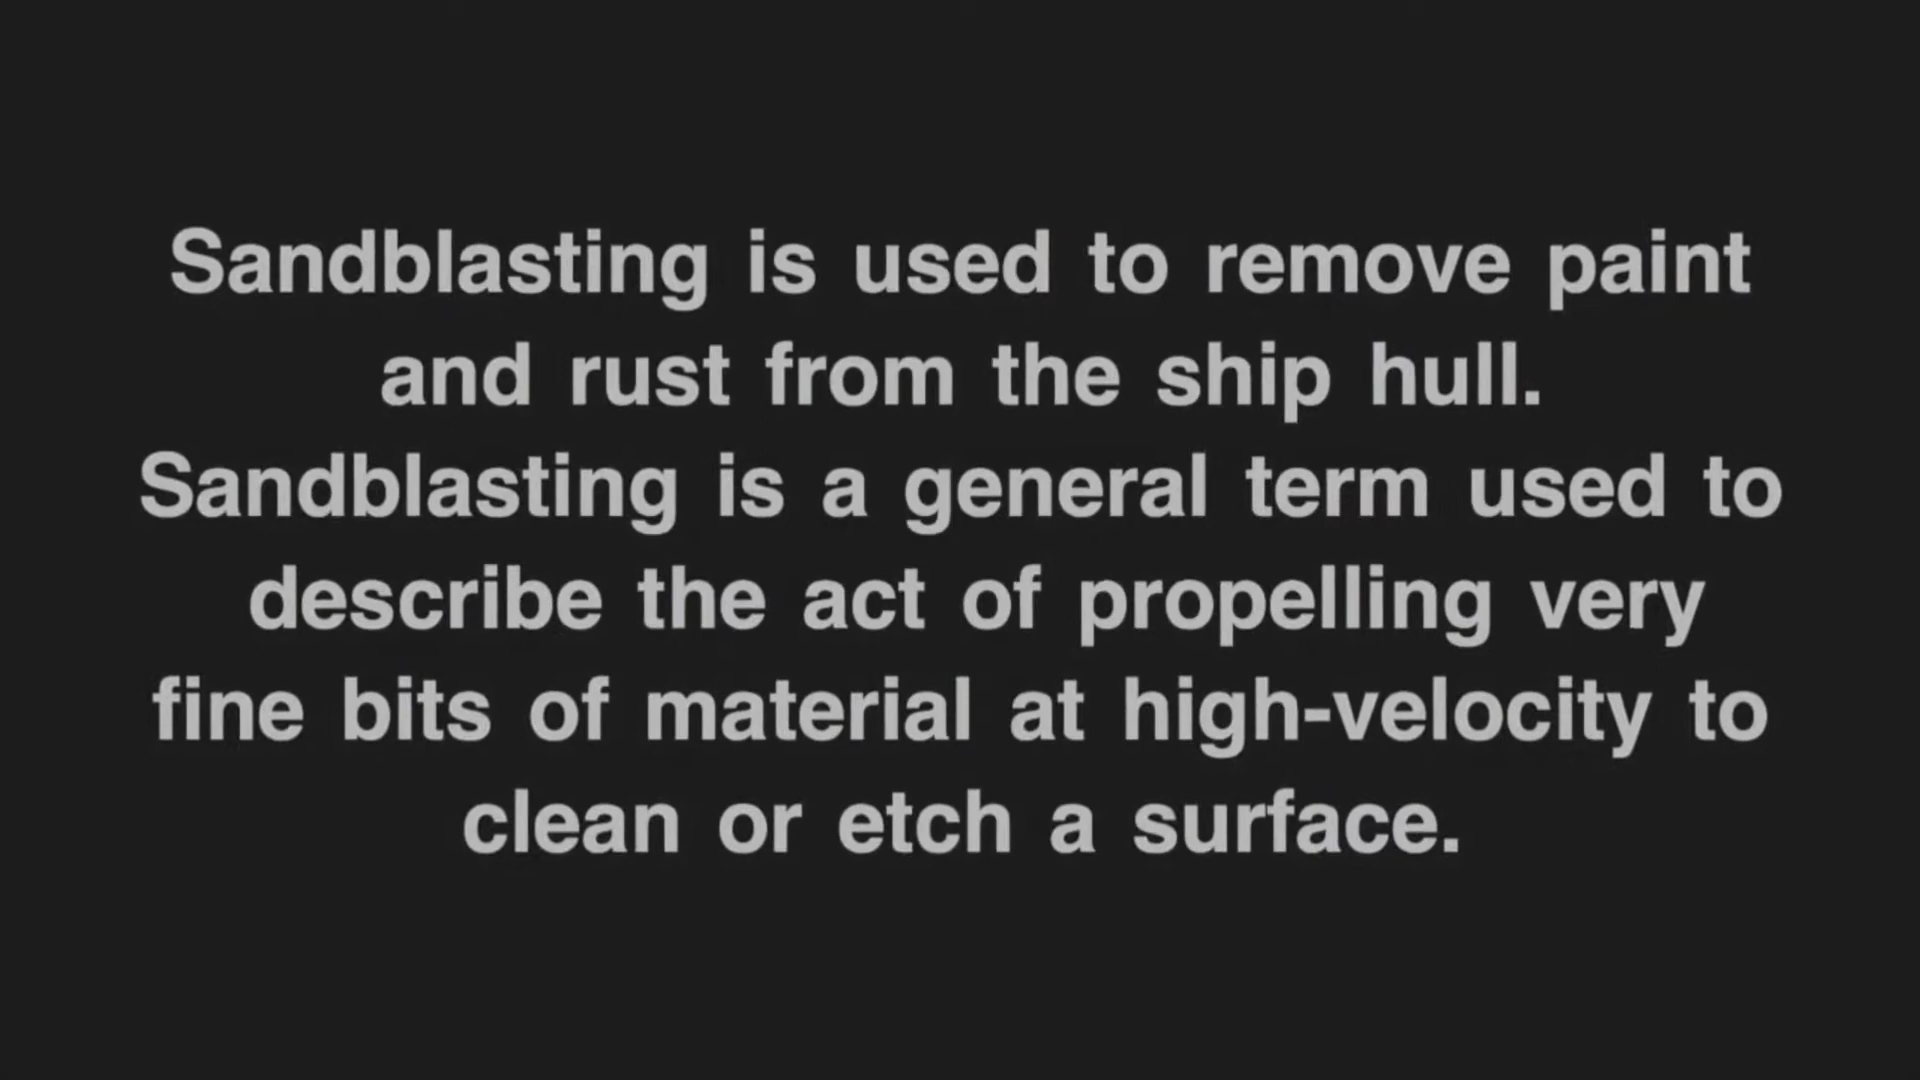 Sandblasting is used to remove paint
and rust from the ship hull.
Sandblasting is a general term used to
describe the act of propelling very
fine bits of material at high-velocity to
clean or etch a surface.